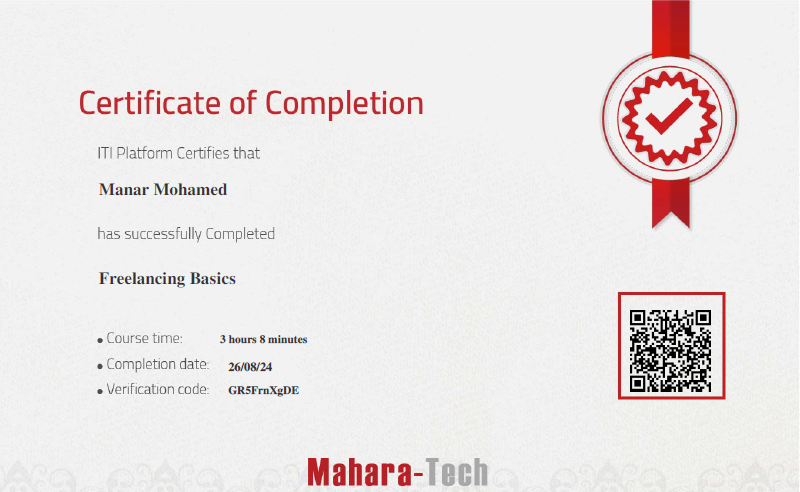 Certificate of Completion
ITI Platform Certifies that
Manar Mohamed
has successfully Completed
Freelancing Basics
• Course time: 3 hours 8 minutes
• Completion date: 26/08/24
• Verification code: GR5FrnXgDE
Mahara-Tech